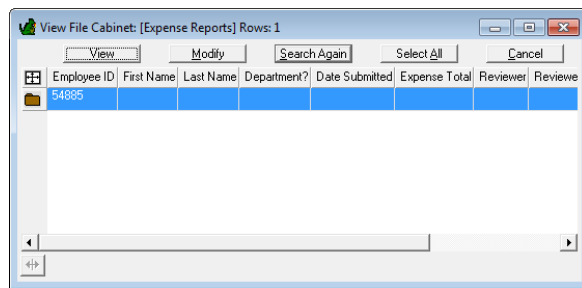 View File Cabinet: [Expense Reports] Rows: 1
View Modify Search Again Select All Cancel
Employee ID First Name Last Name Department? Date Submitted Expense Total Reviewer Reviewe
54885